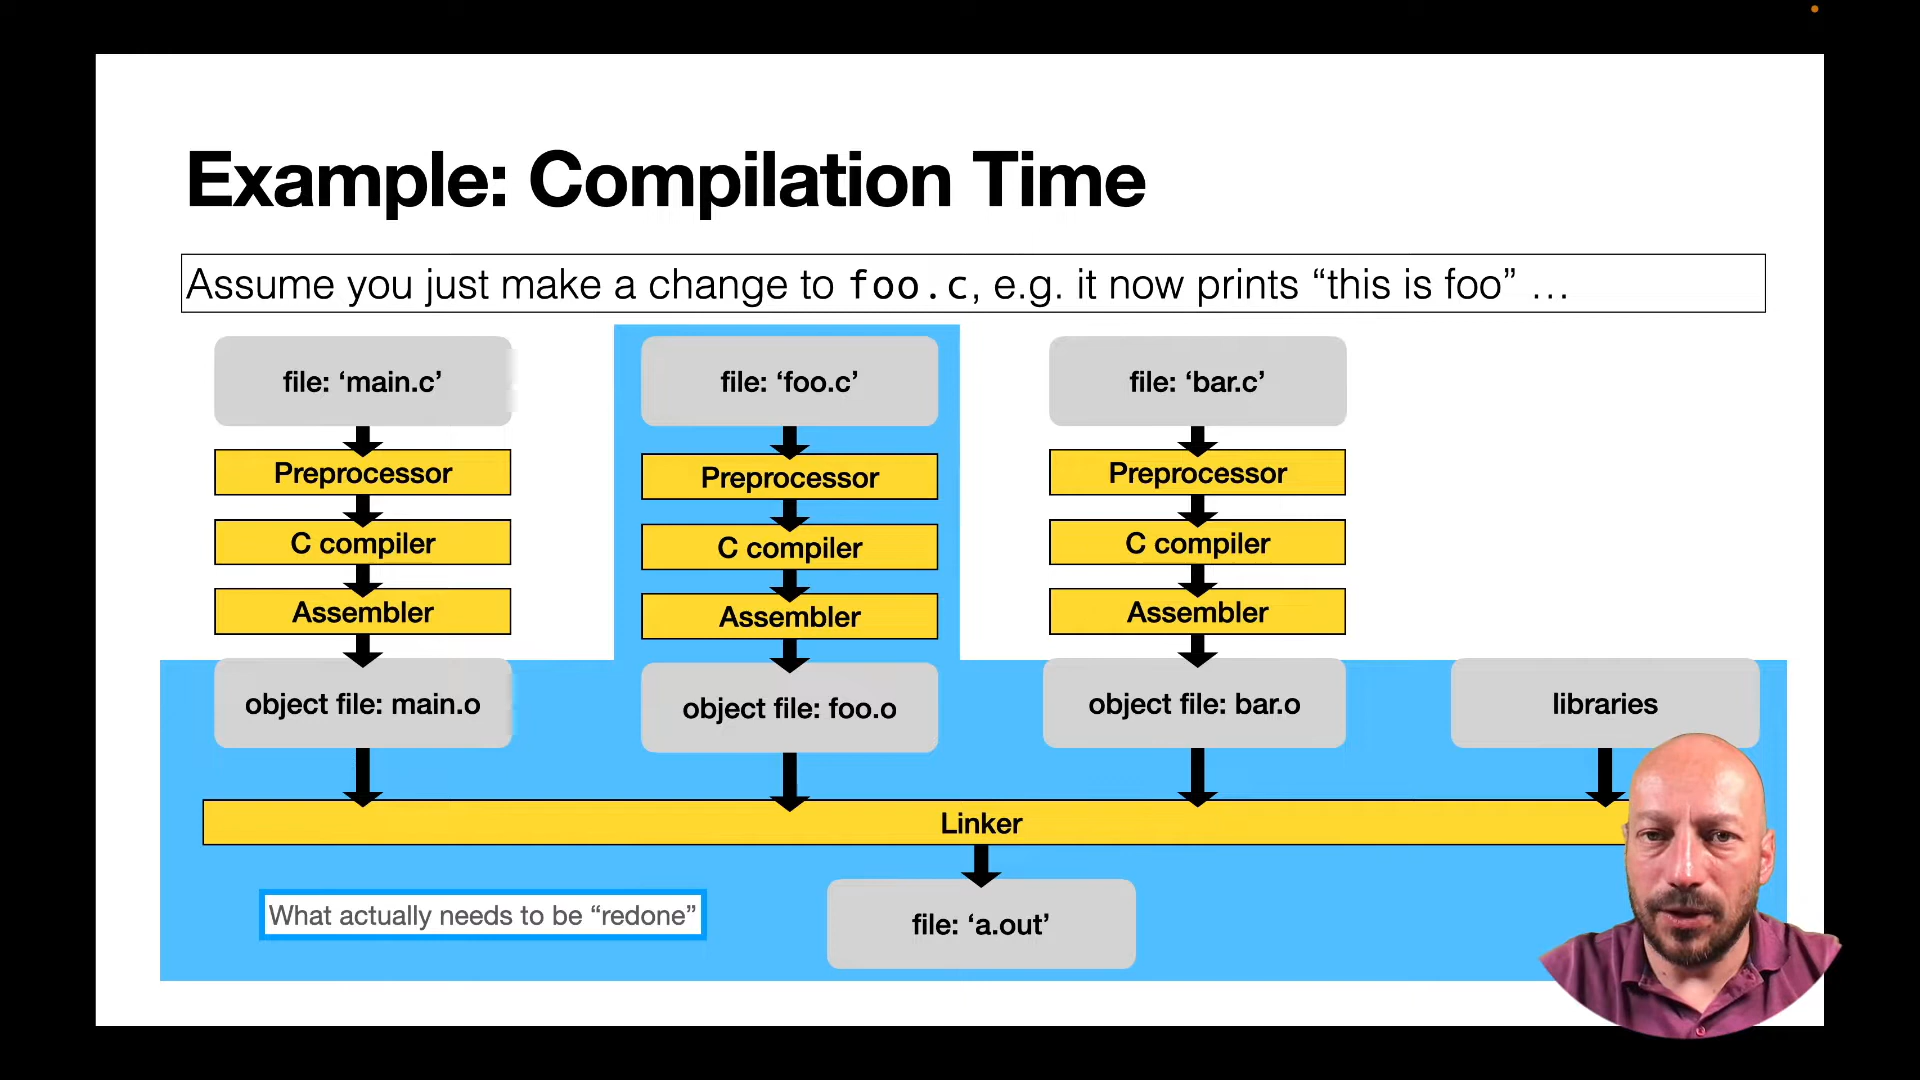 Example: Compilation Time
Assume you just make a change to foo.c, e.g. it now prints “this is foo” …
file: ‘main.c’
file: ‘foo.c’
file: ‘bar.c’
Preprocessor
Preprocessor
Preprocessor
C compiler
C compiler
C compiler
Assembler
Assembler
Assembler
object file: main.o
object file: foo.o
object file: bar.o
libraries
Linker
What actually needs to be “redone”
file: ‘a.out’